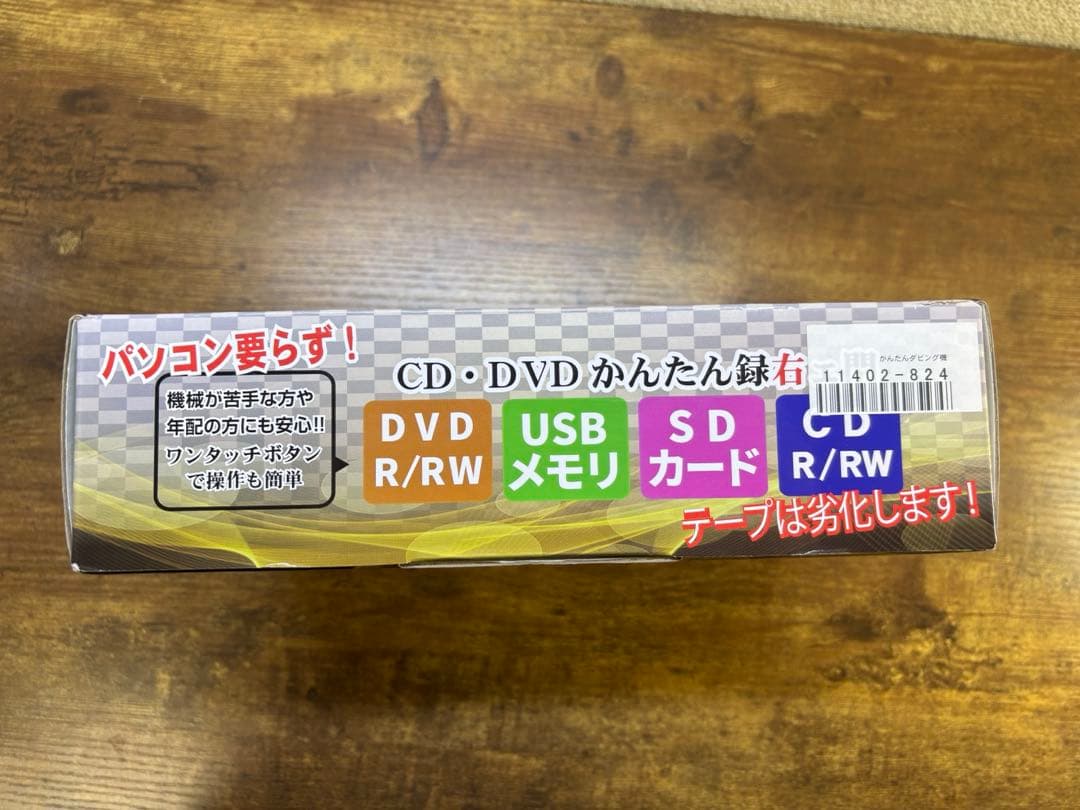 パソコン要らず!
機械が苦手な方や
年配の方にも安心!!
ワンタッチボタン
で操作も簡単
CD・DVD かんたん録右
かんたんダビング機
11402-824
DVD
R/RW
USB
メモリ
SD
カード
CD
R/RW
テープは劣化します!